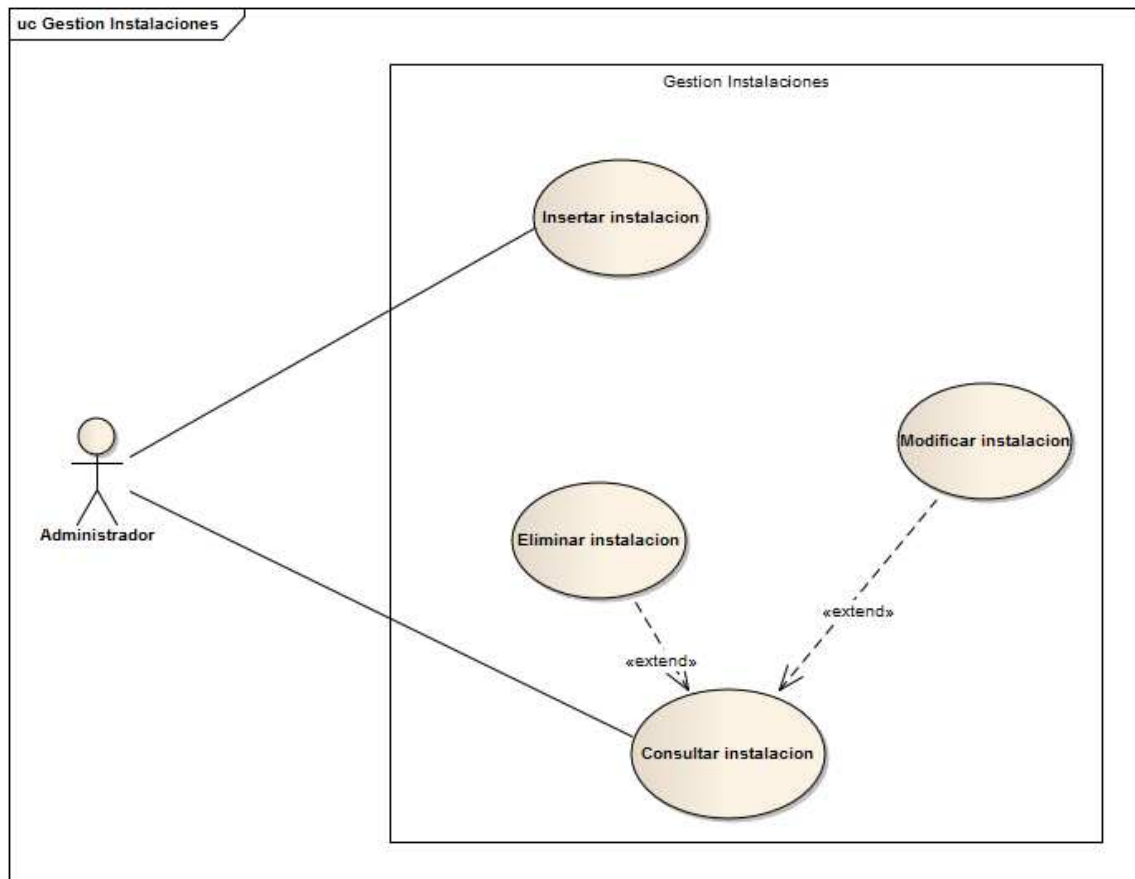 uc Gestion Instalaciones
Gestion Instalaciones
Insertar instalacion
Modificar instalacion
Administrador
Eliminar instalacion
«extend»
«extend»
Consultar instalacion